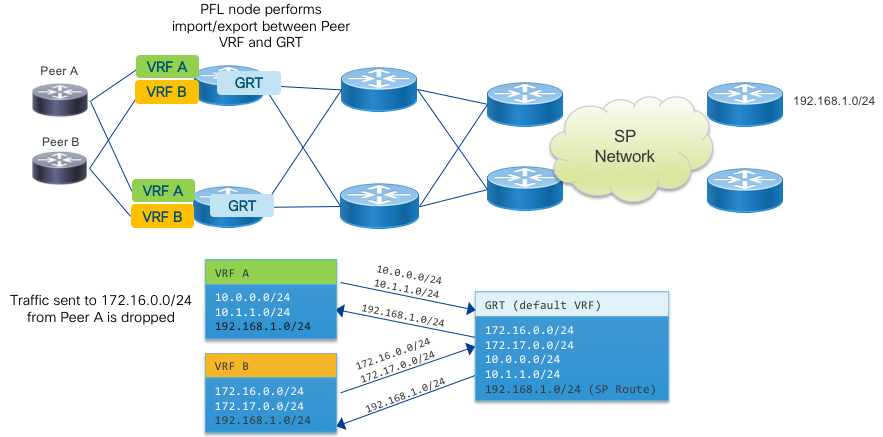 PFL node performs
import/export between Peer
VRF and GRT
Peer A
VRF A
VRF B
GRT
192.168.1.0/24
SP
Network
Peer B
VRF A
VRF B
GRT
Traffic sent to 172.16.0.0/24
from Peer A is dropped
VRF A
10.0.0.0/24
10.1.1.0/24
192.168.1.0/24
10.0.0.0/24
10.1.1.0/24
192.168.1.0/24
GRT (default VRF)
172.16.0.0/24
172.17.0.0/24
10.0.0.0/24
10.1.1.0/24
192.168.1.0/24 (SP Route)
VRF B
172.16.0.0/24
172.17.0.0/24
192.168.1.0/24
172.16.0.0/24
172.17.0.0/24
192.168.1.0/24